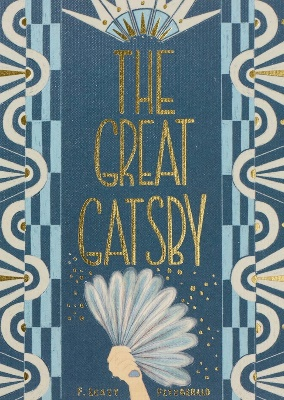 THE
GREAT
GATSBY
F. SCOTT FITZGERALD